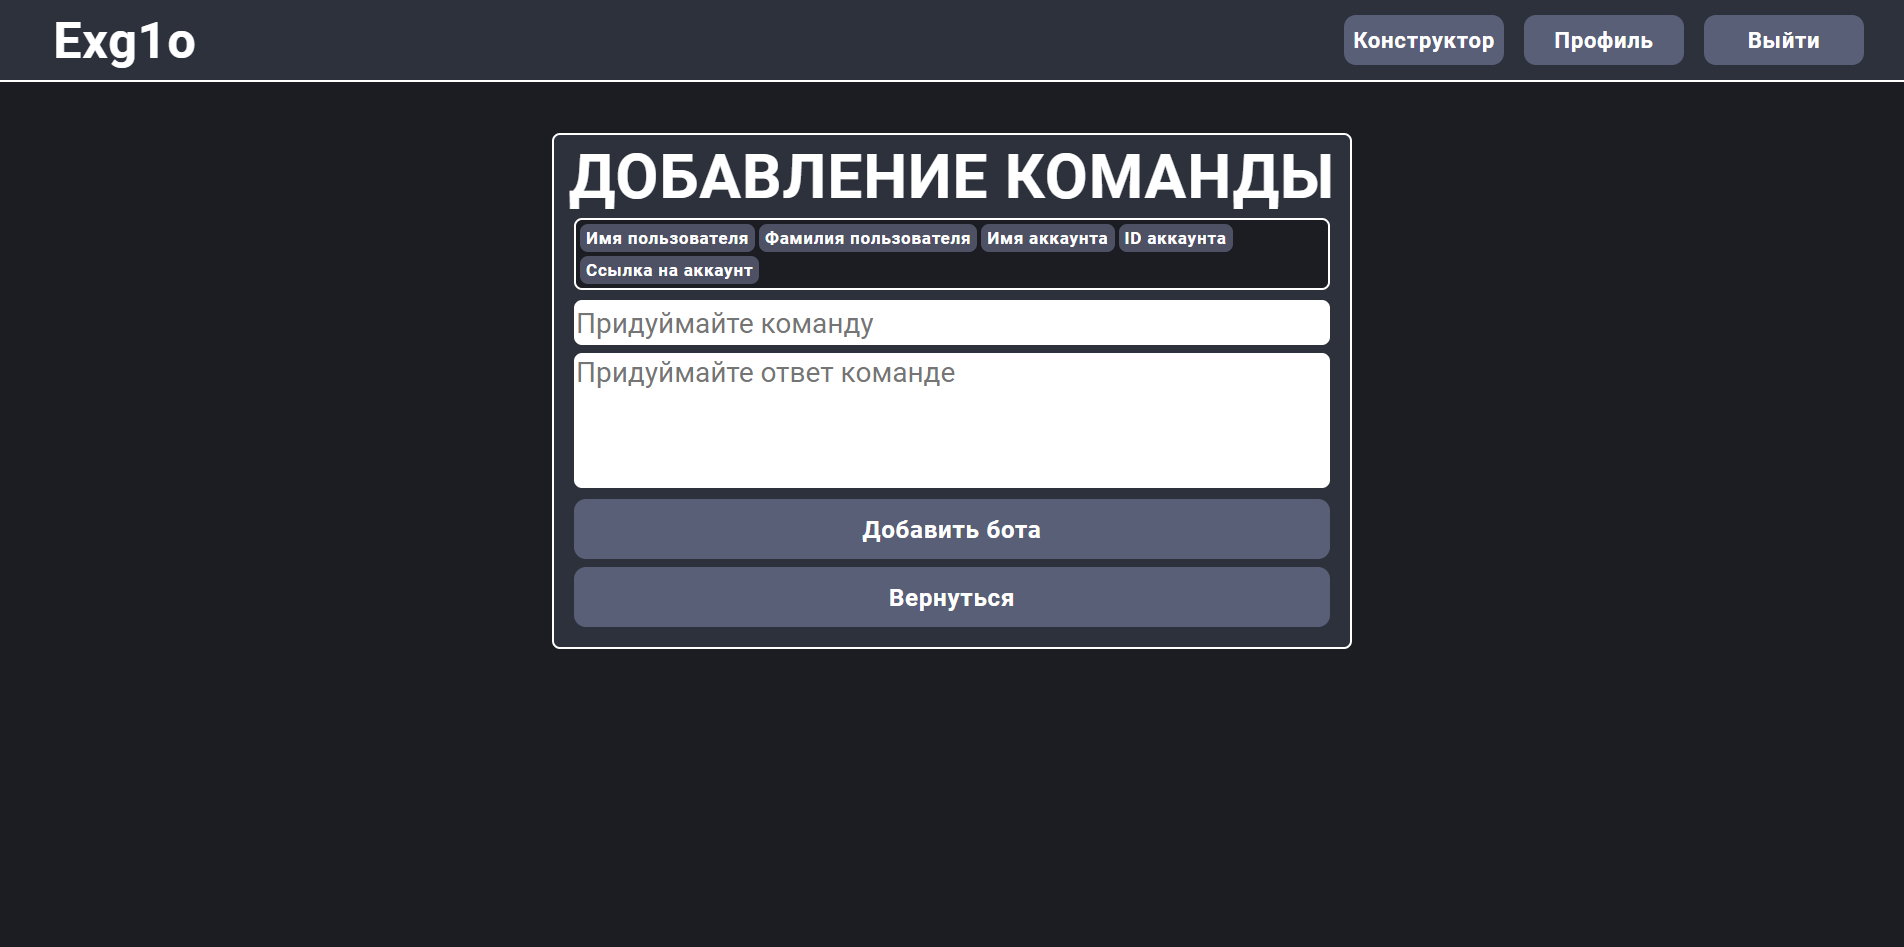 Exg1o
Конструктор Профиль Выйти
ДОБАВЛЕНИЕ КОМАНДЫ
Имя пользователя Фамилия пользователя Имя аккаунта ID аккаунта
Ссылка на аккаунт
Придуймайте команду
Придуймайте ответ команде
Добавить бота
Вернуться